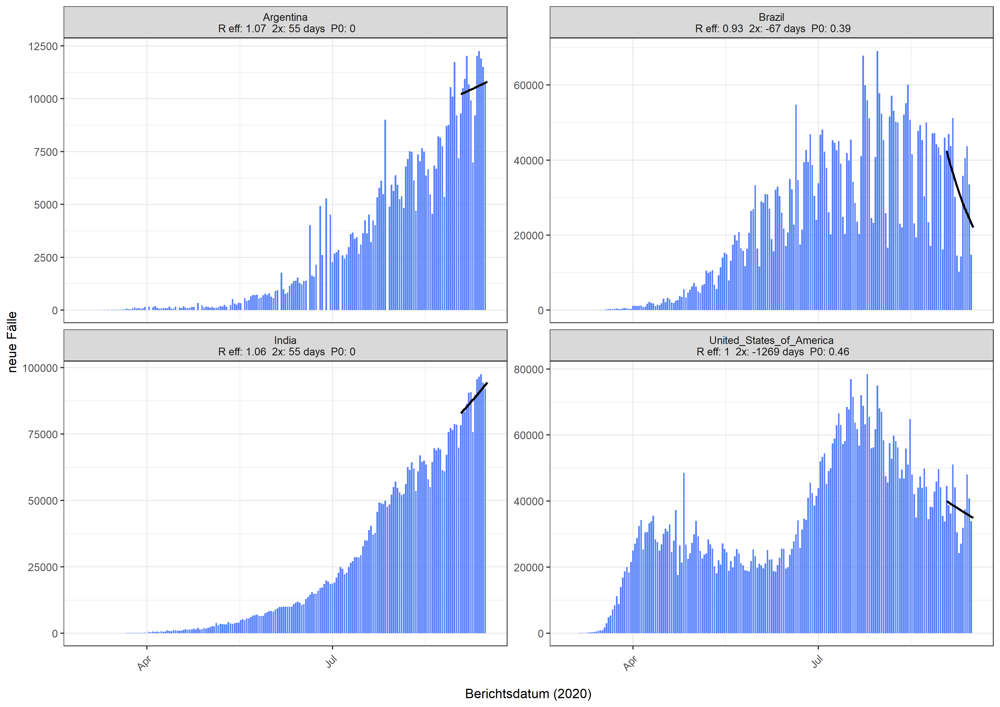 Argentina
R eff: 1.07 2x: 55 days P0: 0
Brazil
R eff: 0.93 2x: -67 days P0: 0.39
12500
10000
7500
5000
2500
0
60000
40000
20000
0
neue Fälle
India
R eff: 1.06 2x: 55 days P0: 0
United_States_of_America
R eff: 1 2x: -1269 days P0: 0.46
100000
75000
50000
25000
0
80000
60000
40000
20000
0
Apr
Jul
Apr
Jul
Berichtsdatum (2020)